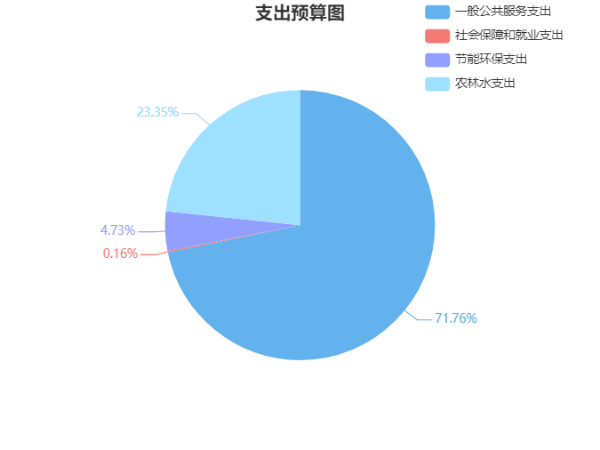 支出预算图
一般公共服务支出
社会保障和就业支出
节能环保支出
农林水支出
23.35%
4.73%
0.16%
71.76%